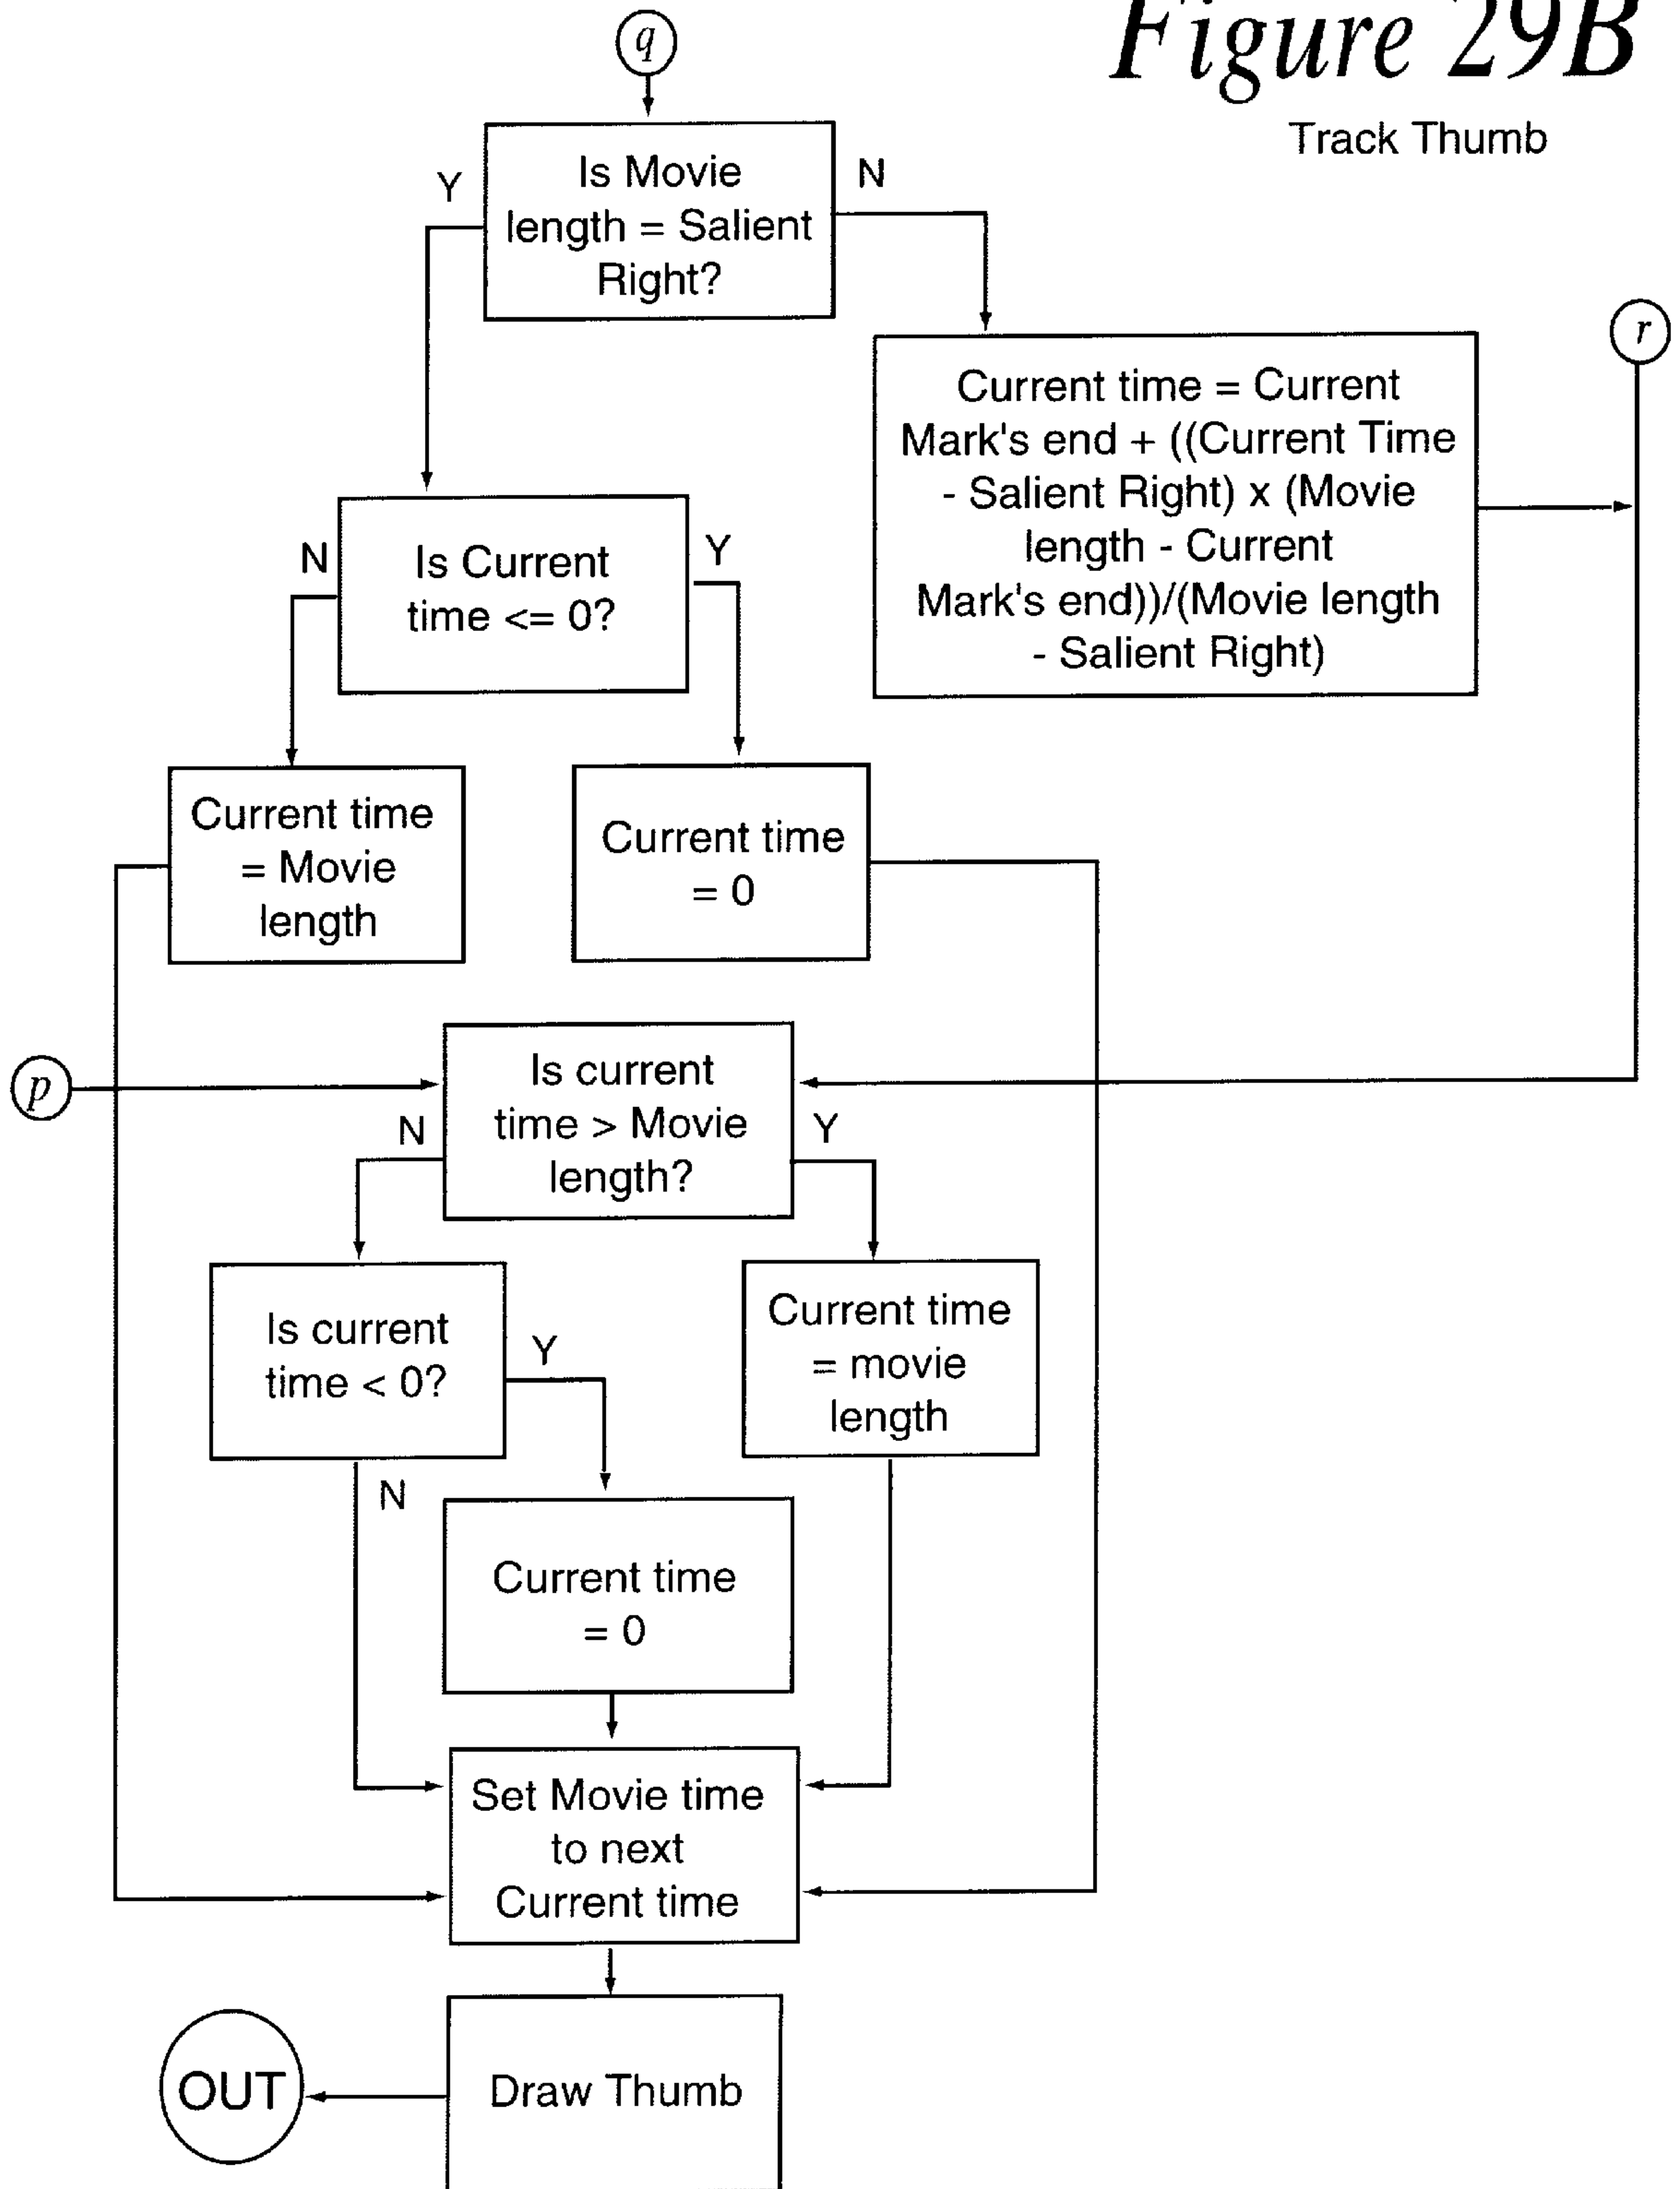 Figure 29B
Track Thumb
q
Is Movie
length = Salient
Right?
Y
N
r
Current time = Current
Mark's end + ((Current Time
- Salient Right) x (Movie
length - Current
Mark's end))/(Movie length
- Salient Right)
N
Is Current
time <= 0?
Y
Current time
= Movie
length
Current time
= 0
p
Is current
time > Movie
length?
N
Y
Is current
time < 0?
Y
N
Current time
= movie
length
Current time
= 0
Set Movie time
to next
Current time
OUT
Draw Thumb